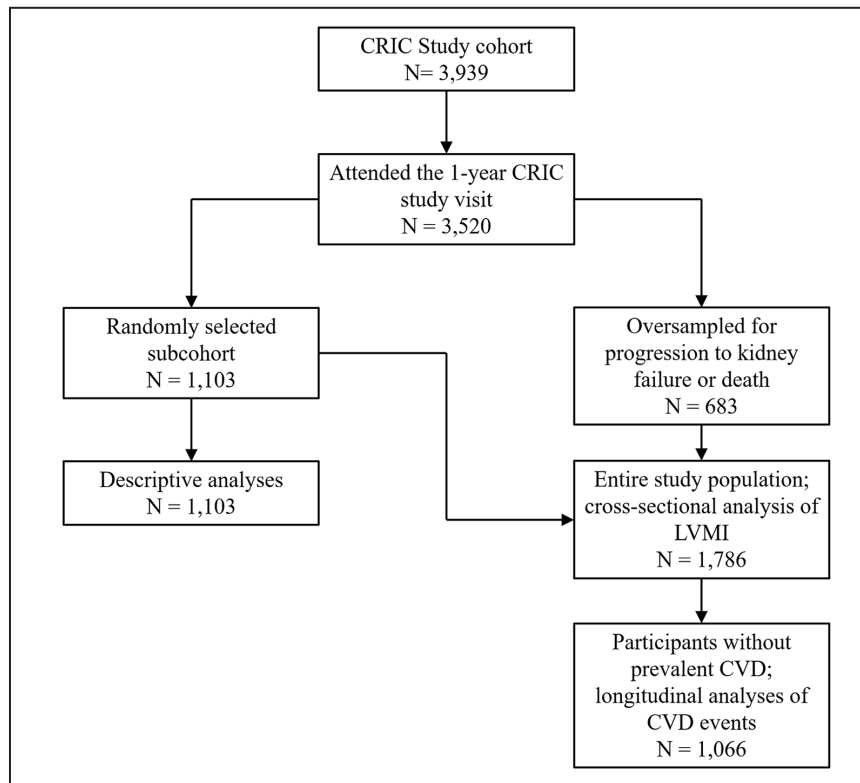 CRIC Study cohort
N= 3,939
Attended the 1-year CRIC
study visit
N = 3,520
Randomly selected
subcohort
N = 1,103
Oversampled for
progression to kidney
failure or death
N = 683
Descriptive analyses
N = 1,103
Entire study population;
cross-sectional analysis of
LVMI
N = 1,786
Participants without
prevalent CVD;
longitudinal analyses of
CVD events
N = 1,066